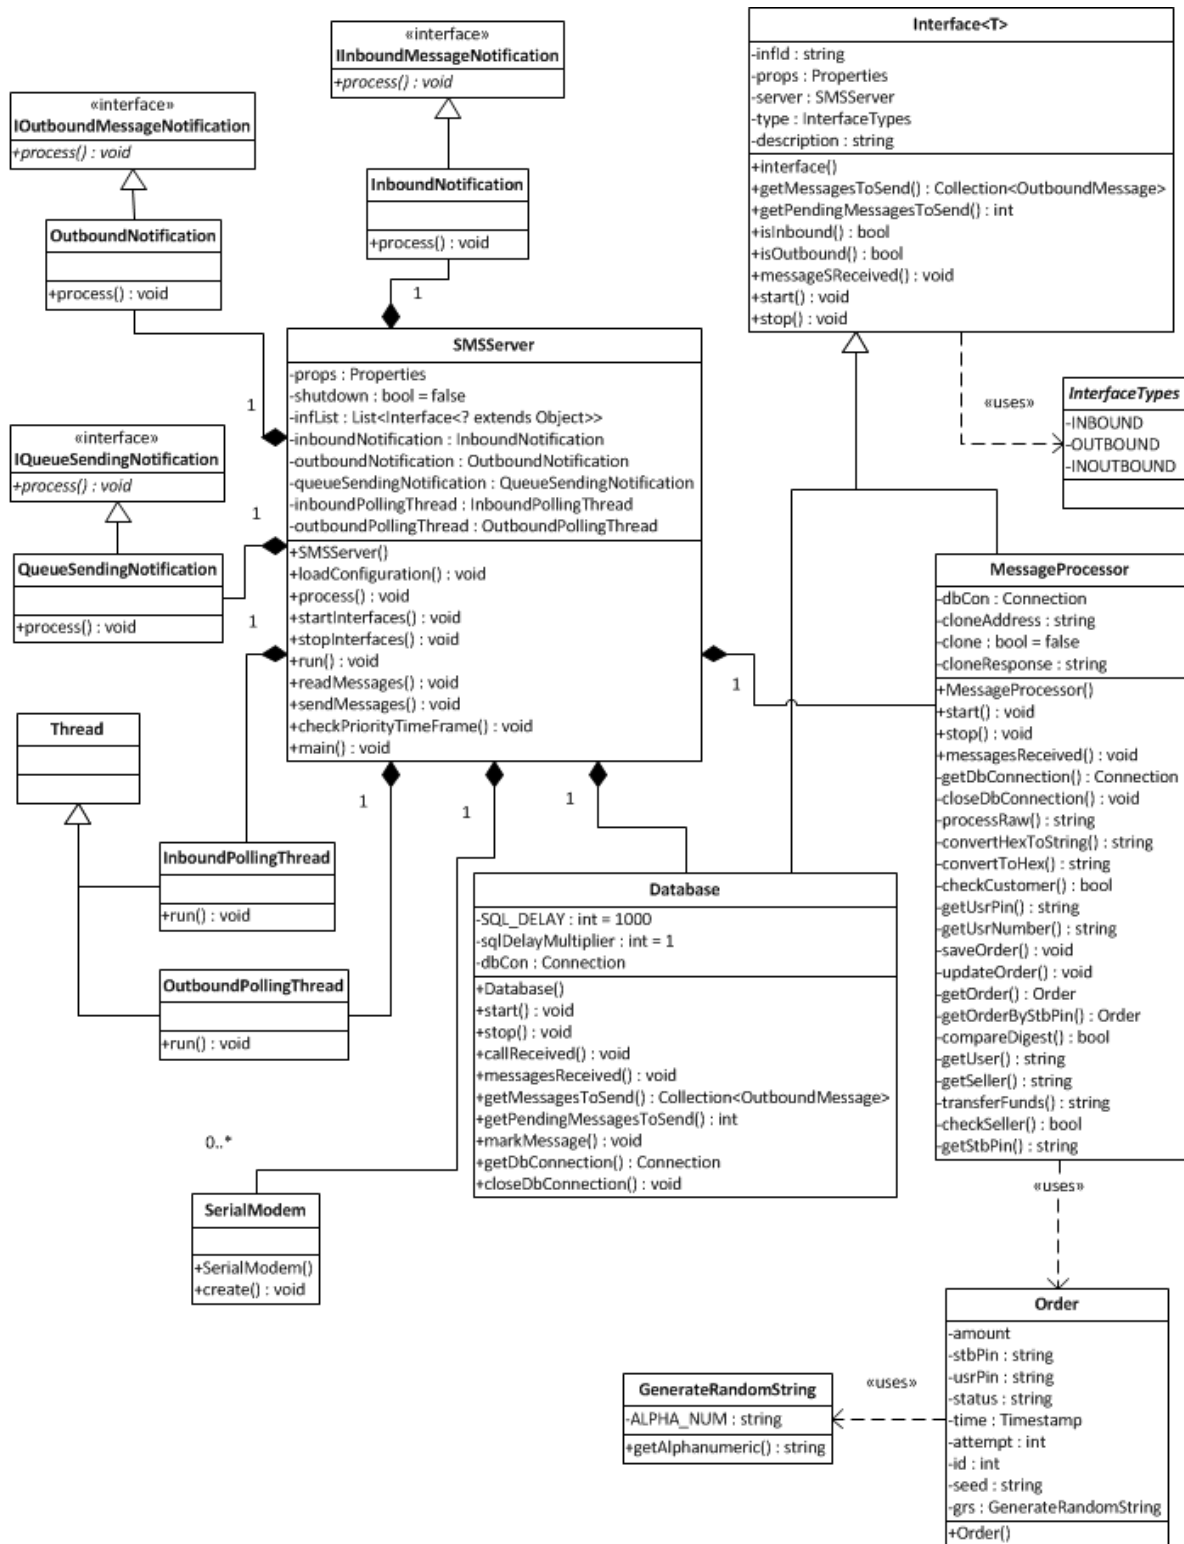 «interface»
IInboundMessageNotification
+process() : void
«interface»
IOutboundMessageNotification
+process() : void
InboundNotification
+process() : void
OutboundNotification
+process() : void
1
Interface<T>
-infId : string
-props : Properties
-server : SMSServer
-type : InterfaceTypes
-description : string
+interface()
+getMessagesToSend() : Collection<OutboundMessage>
+getPendingMessagesToSend() : int
+isInbound() : bool
+isOutbound() : bool
+messageSReceived() : void
+start() : void
+stop() : void
«uses»
InterfaceTypes
-INBOUND
-OUTBOUND
-INOUTBOUND
SMSServer
-props : Properties
-shutdown : bool = false
-infList : List<Interface<? extends Object>>
-inboundNotification : InboundNotification
-outboundNotification : OutboundNotification
-queueSendingNotification : QueueSendingNotification
-inboundPollingThread : InboundPollingThread
-outboundPollingThread : OutboundPollingThread
+SMSServer()
+loadConfiguration() : void
+process() : void
+startInterfaces() : void
+stopInterfaces() : void
+run() : void
+readMessages() : void
+sendMessages() : void
+checkPriorityTimeFrame() : void
+main() : void
1
«interface»
IQueueSendingNotification
+process() : void
1
QueueSendingNotification
+process() : void
1
1
Thread
1
1
1
InboundPollingThread
+run() : void
OutboundPollingThread
+run() : void
0..*
SerialModem
+SerialModem()
+create() : void
Database
-SQL_DELAY : int = 1000
-sqlDelayMultiplier : int = 1
-dbCon : Connection
+Database()
+start() : void
+stop() : void
+callReceived() : void
+messagesReceived() : void
+getMessagesToSend() : Collection<OutboundMessage>
+getPendingMessagesToSend() : int
+markMessage() : void
+getDbConnection() : Connection
+closeDbConnection() : void
MessageProcessor
-dbCon : Connection
-cloneAddress : string
-clone : bool = false
-cloneResponse : string
+MessageProcessor()
+start() : void
+stop() : void
+messagesReceived() : void
-getDbConnection() : Connection
-closeDbConnection() : void
-processRaw() : string
-convertHexToString() : string
-convertToHex() : string
-checkCustomer() : bool
-getUsrPin() : string
-getUsrNumber() : string
-saveOrder() : void
-updateOrder() : void
-getOrder() : Order
-getOrderByStbPin() : Order
-compareDigest() : bool
-getUser() : string
-getSeller() : string
-transferFunds() : string
-checkSeller() : bool
-getStbPin() : string
«uses»
Order
-amount
-stbPin : string
-usrPin : string
-status : string
-time : Timestamp
-attempt : int
-id : int
-seed : string
-grs : GenerateRandomString
+Order()
«uses»
GenerateRandomString
-ALPHA_NUM : string
+getAlphanumeric() : string